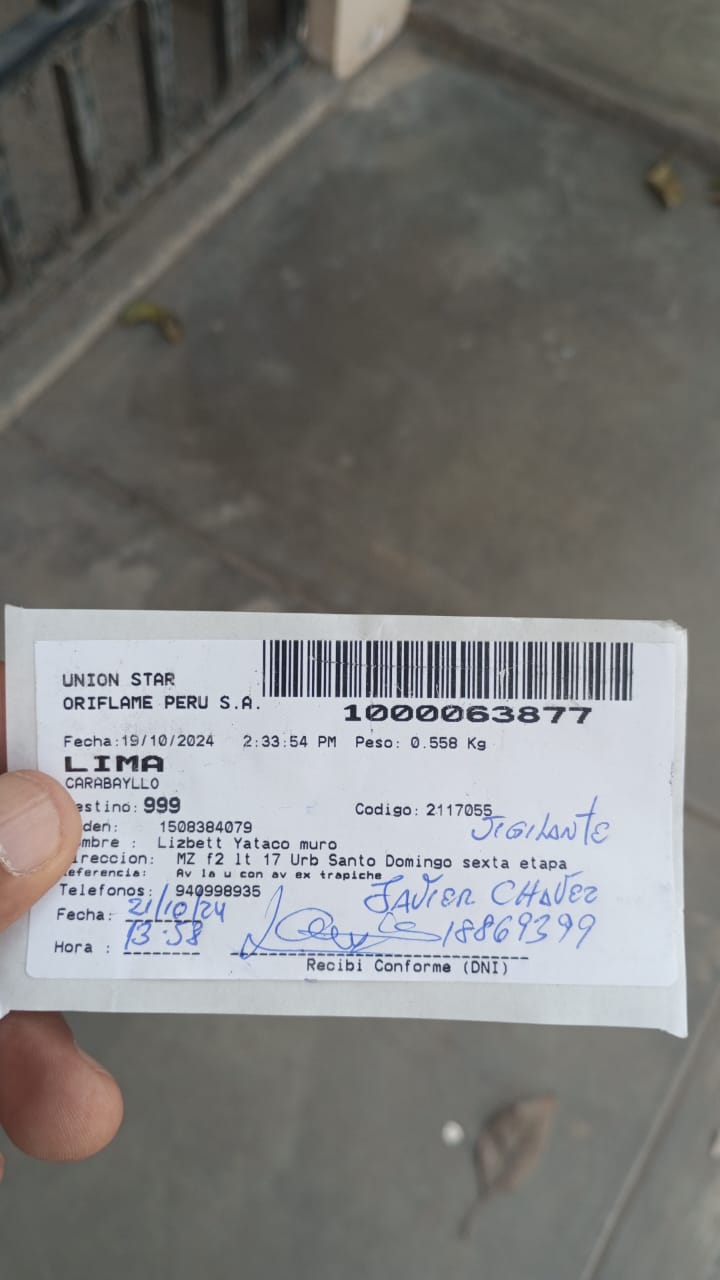 UNION STAR
ORIFLAME PERU S.A.
1000063877
Fecha:19/10/2024 2:33:54 PM Peso: 0.558 Kg
LIMA
CARABAYLLO
estino: 999 Codigo: 2117055
VIGILANTE
den: 1508384079
mbre : Lizbett Yataco muro
ireccion: MZ f2 lt 17 Urb Santo Domingo sexta etapa
eferencia: Av la u con av ex trapiche
Telefonos: 940998935
JAVIER CHAVEZ
Fecha: 21/10/24
18869399
Hora : 13:58
Recibi Conforme (DNI)